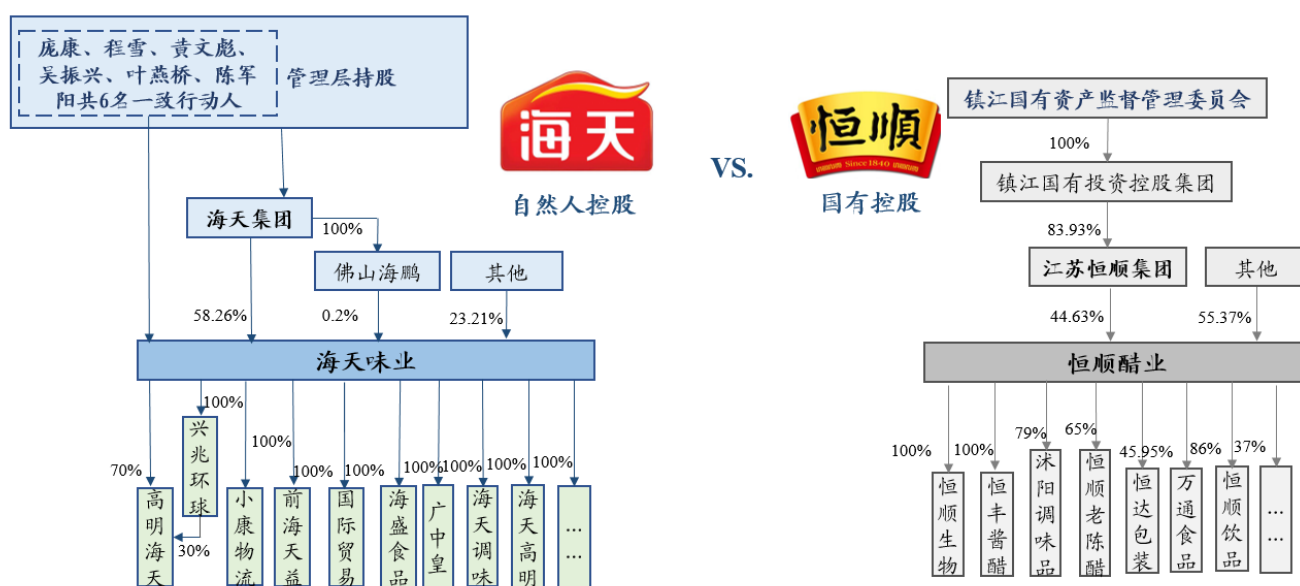 庞康、程雪、黄文彪、
吴振兴、叶燕桥、陈军
阳共6名一致行动人
管理层持股
海天
自然人控股
VS.
恒順
Since 1840
国有控股
镇江国有资产监督管理委员会
100%
镇江国有投资控股集团
83.93%
江苏恒顺集团
其他
44.63%
55.37%
恒顺醋业
海天集团
100%
佛山海鹏
其他
58.26%
0.2%
23.21%
海天味业
70%
100%
100%
100%
100%
100%
100%
100%
100%
30%
高明海天
兴兆环球
小康物流
前海天益
国际贸易
海盛食品
广中皇
海天调味
海天高明
……
100%
100%
79%
65%
45.95%
86%
37%
恒顺生物
恒丰酱醋
沭阳调味品
恒顺老陈醋
恒达包装
万通食品
恒顺饮品
……